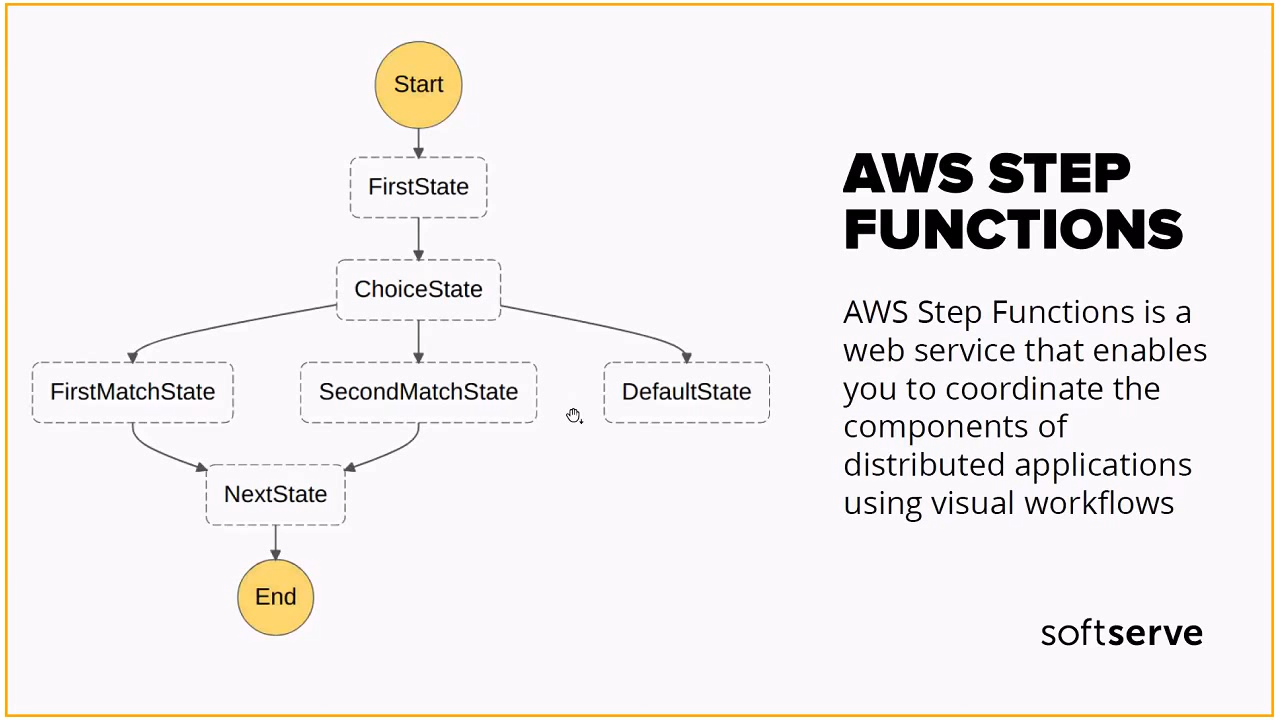 Start
FirstState
ChoiceState
FirstMatchState
SecondMatchState
DefaultState
NextState
End
AWS STEP
FUNCTIONS
AWS Step Functions is a
web service that enables
you to coordinate the
components of
distributed applications
using visual workflows
softserve